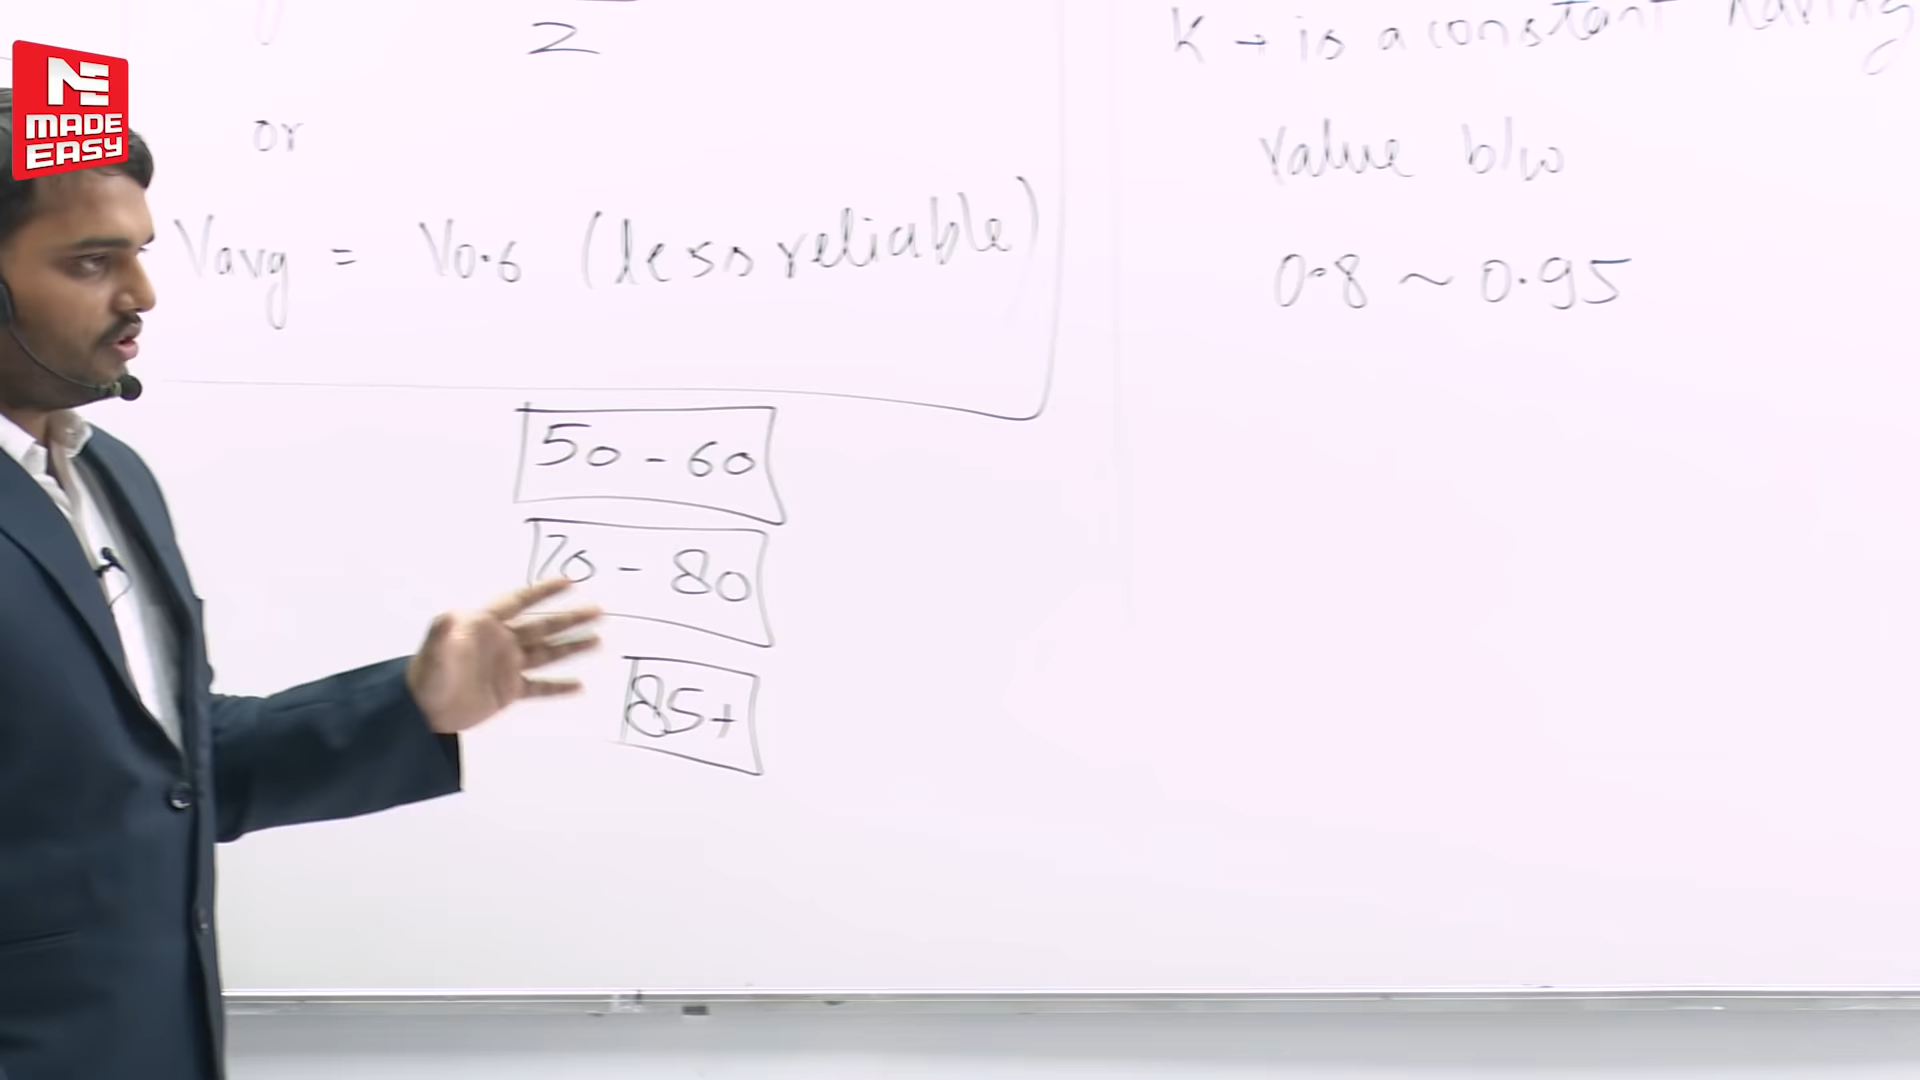 MADE
EASY
2
or
Vavg = V0.6 (less reliable)
50 - 60
70 - 80
85+
K → is a constant having
value b/w
0.8 ~ 0.95